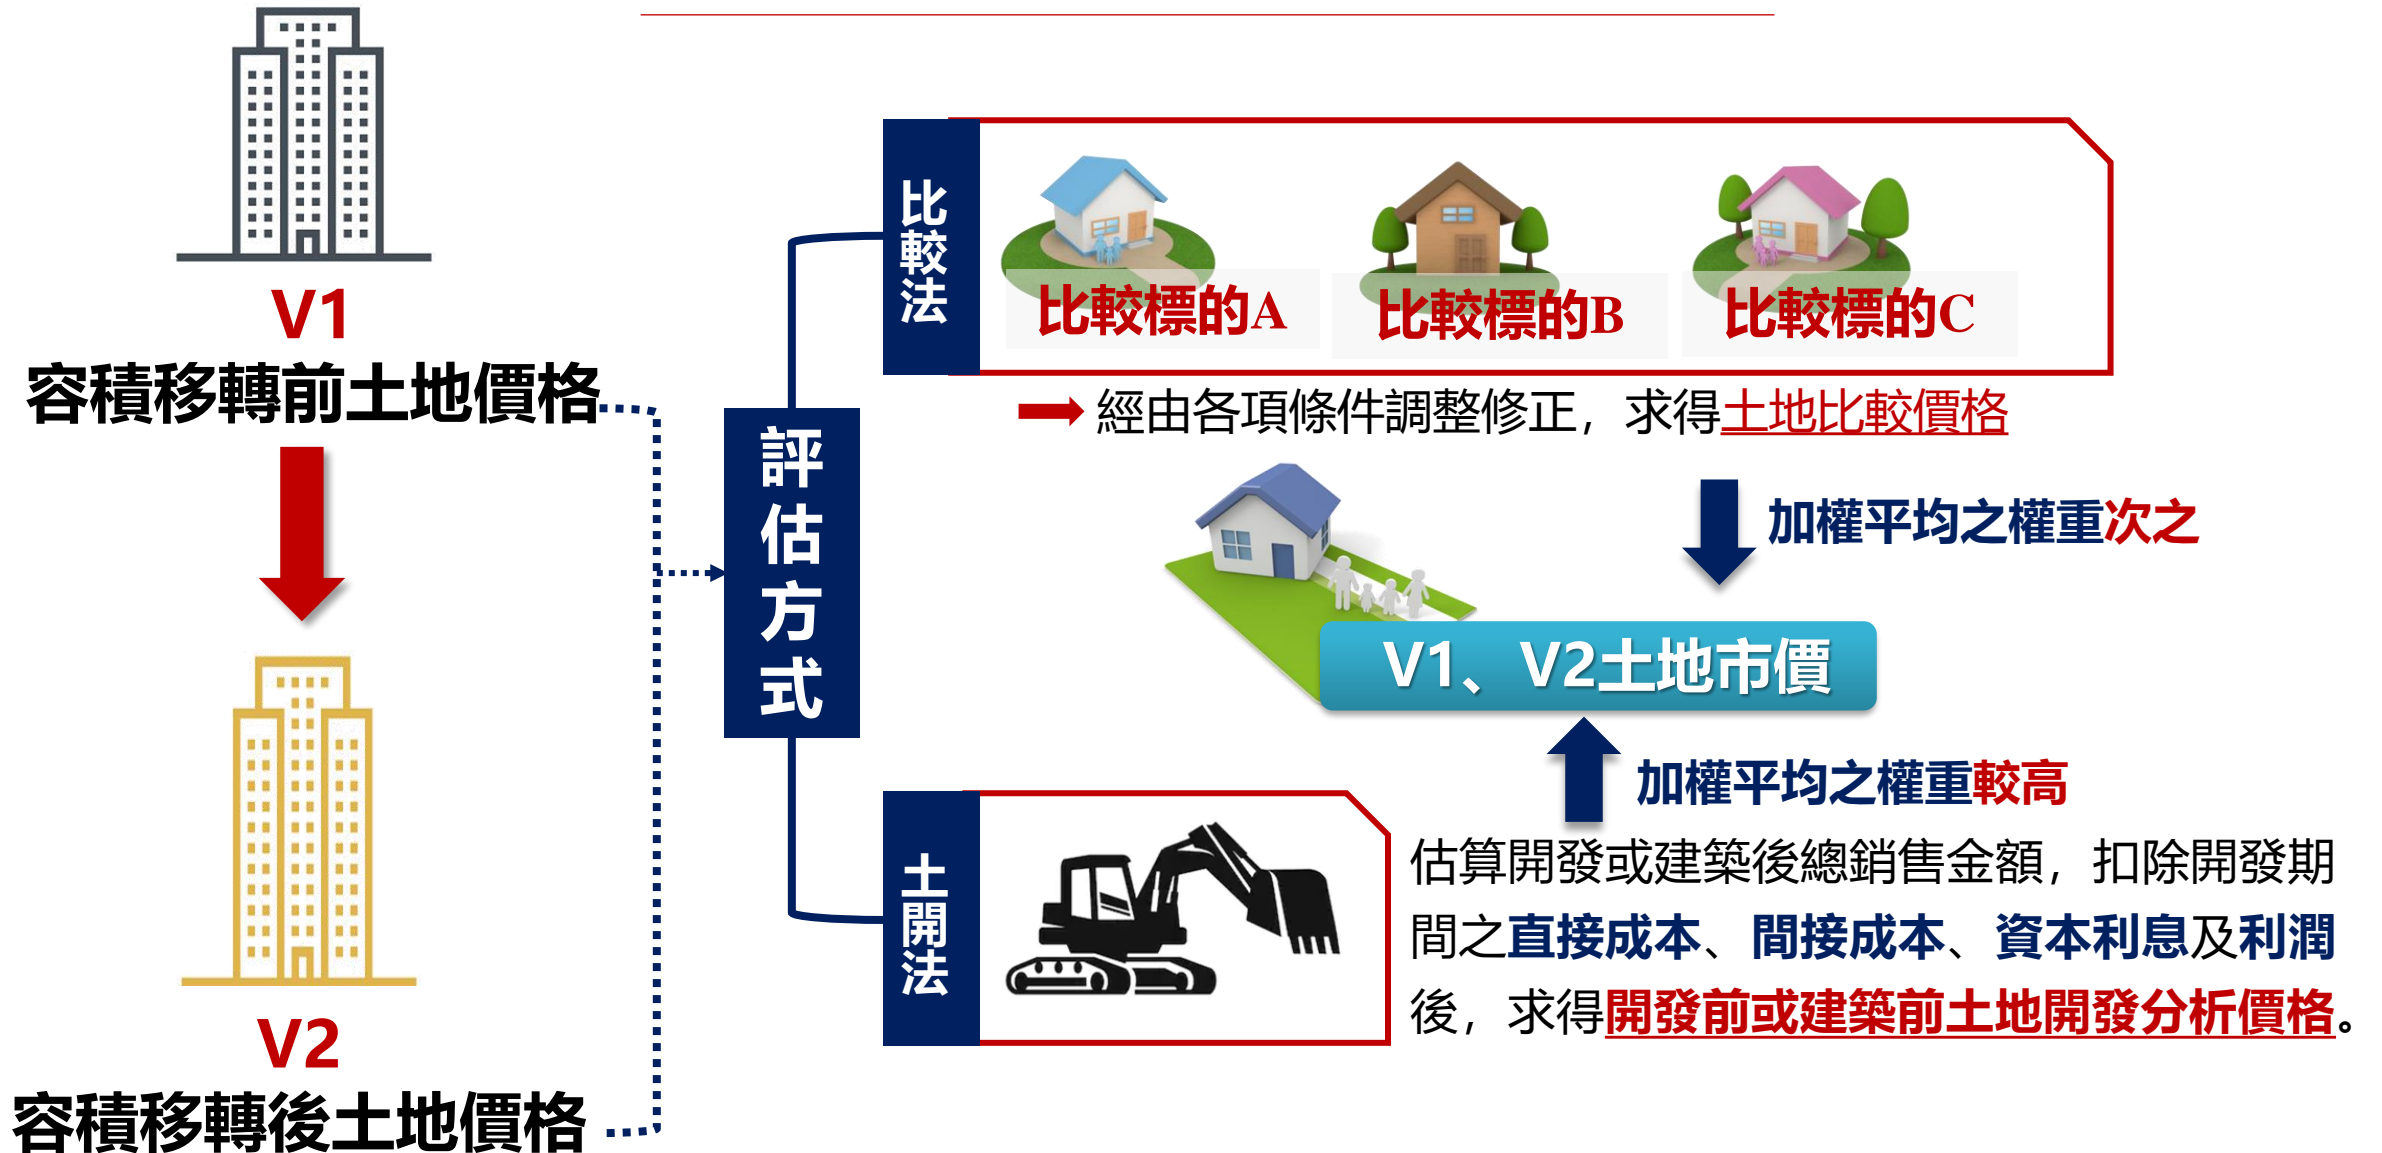 V1
容積移轉前土地價格
V2
容積移轉後土地價格
評估方式
比較法
比較標的A
比較標的B
比較標的C
經由各項條件調整修正，求得土地比較價格
加權平均之權重次之
V1、V2土地市價
加權平均之權重較高
土開法
估算開發或建築後總銷售金額，扣除開發期
間之直接成本、間接成本、資本利息及利潤
後，求得開發前或建築前土地開發分析價格。